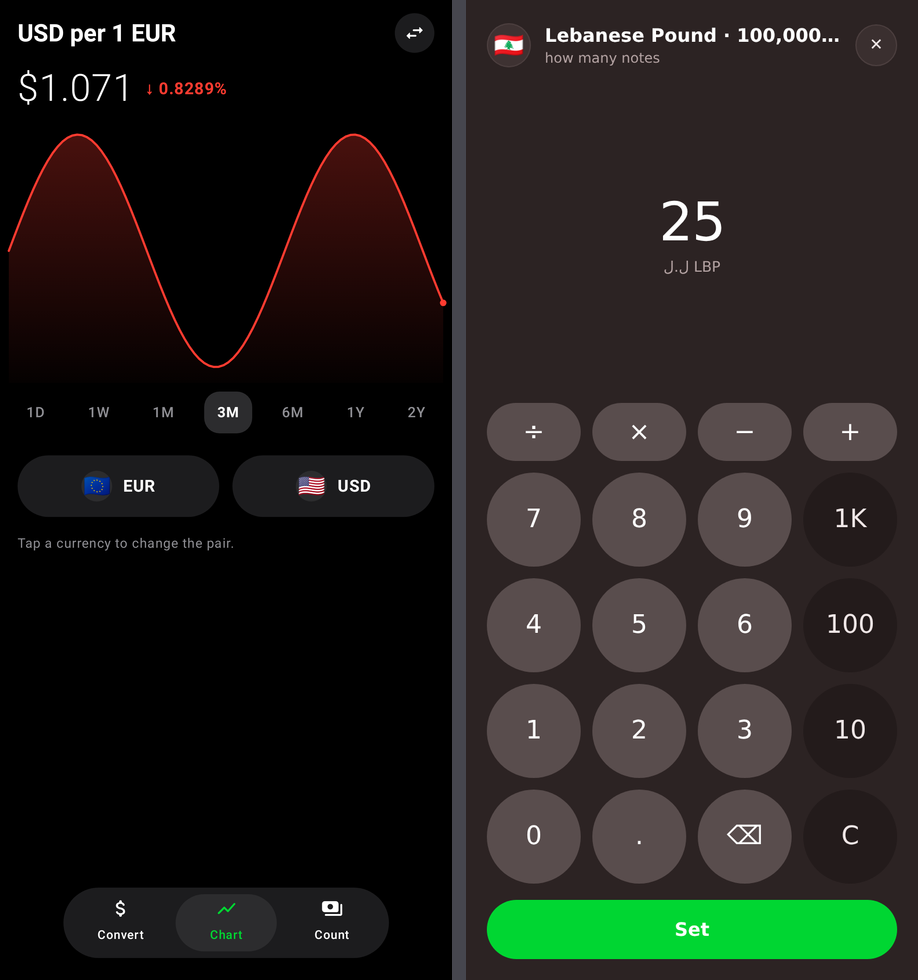 USD per 1 EUR
$1.071 ↓ 0.8289%
1D 1W 1M 3M 6M 1Y 2Y
EUR USD
Tap a currency to change the pair.
$
Convert Chart Count
Lebanese Pound · 100,000...
how many notes
✕
25
ل.ل LBP
÷ × − +
7 8 9 1K
4 5 6 100
1 2 3 10
0 . ⌫ C
Set